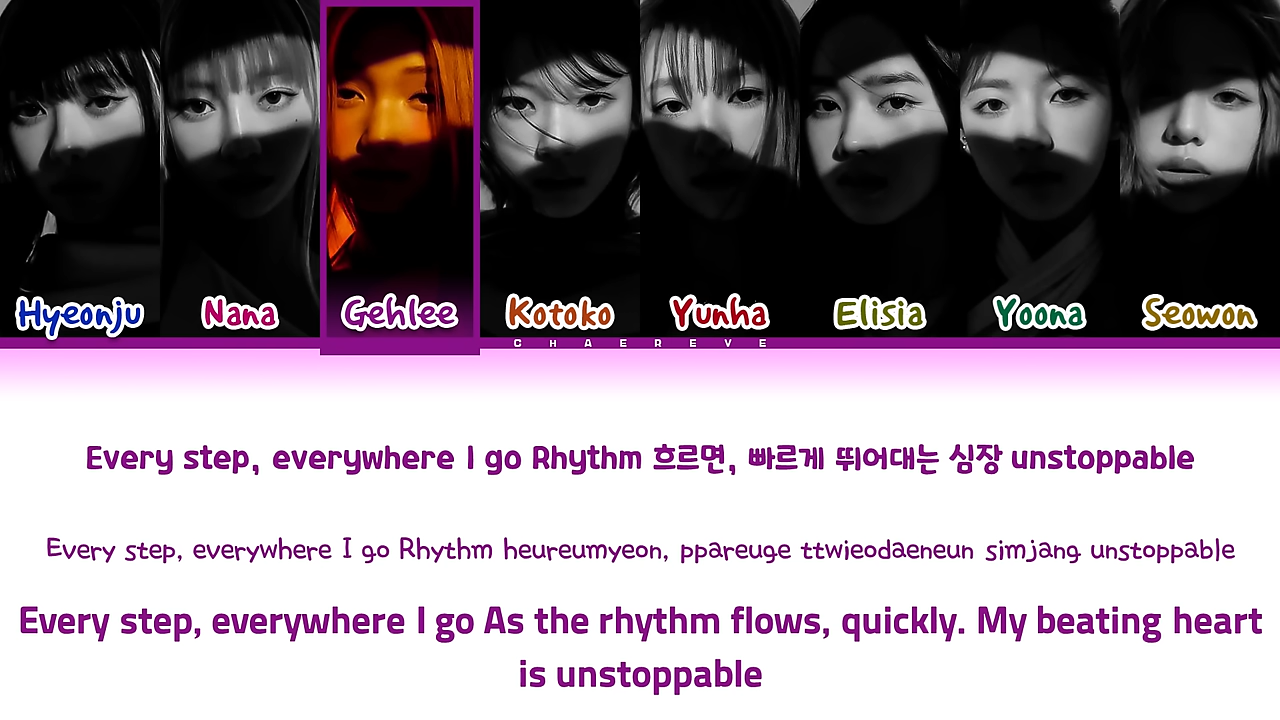 Hyeonju Nana Gehlee Kotoko Yunha Elisia Yoona Seowon
CHAEREVE
Every step, everywhere I go Rhythm 흐르면, 빠르게 뛰어대는 심장 unstoppable
Every step, everywhere I go Rhythm heureumyeon, ppareuge ttwieodaeneun simjang unstoppable
Every step, everywhere I go As the rhythm flows, quickly. My beating heart
is unstoppable